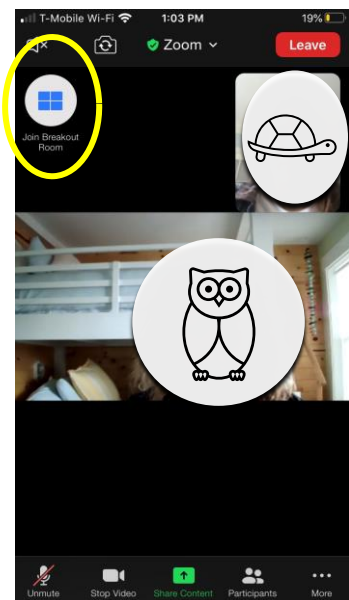 T-Mobile Wi-Fi 1:03 PM 19%
Zoom Leave
Join Breakout
Room
Unmute Stop Video Share Content Participants More